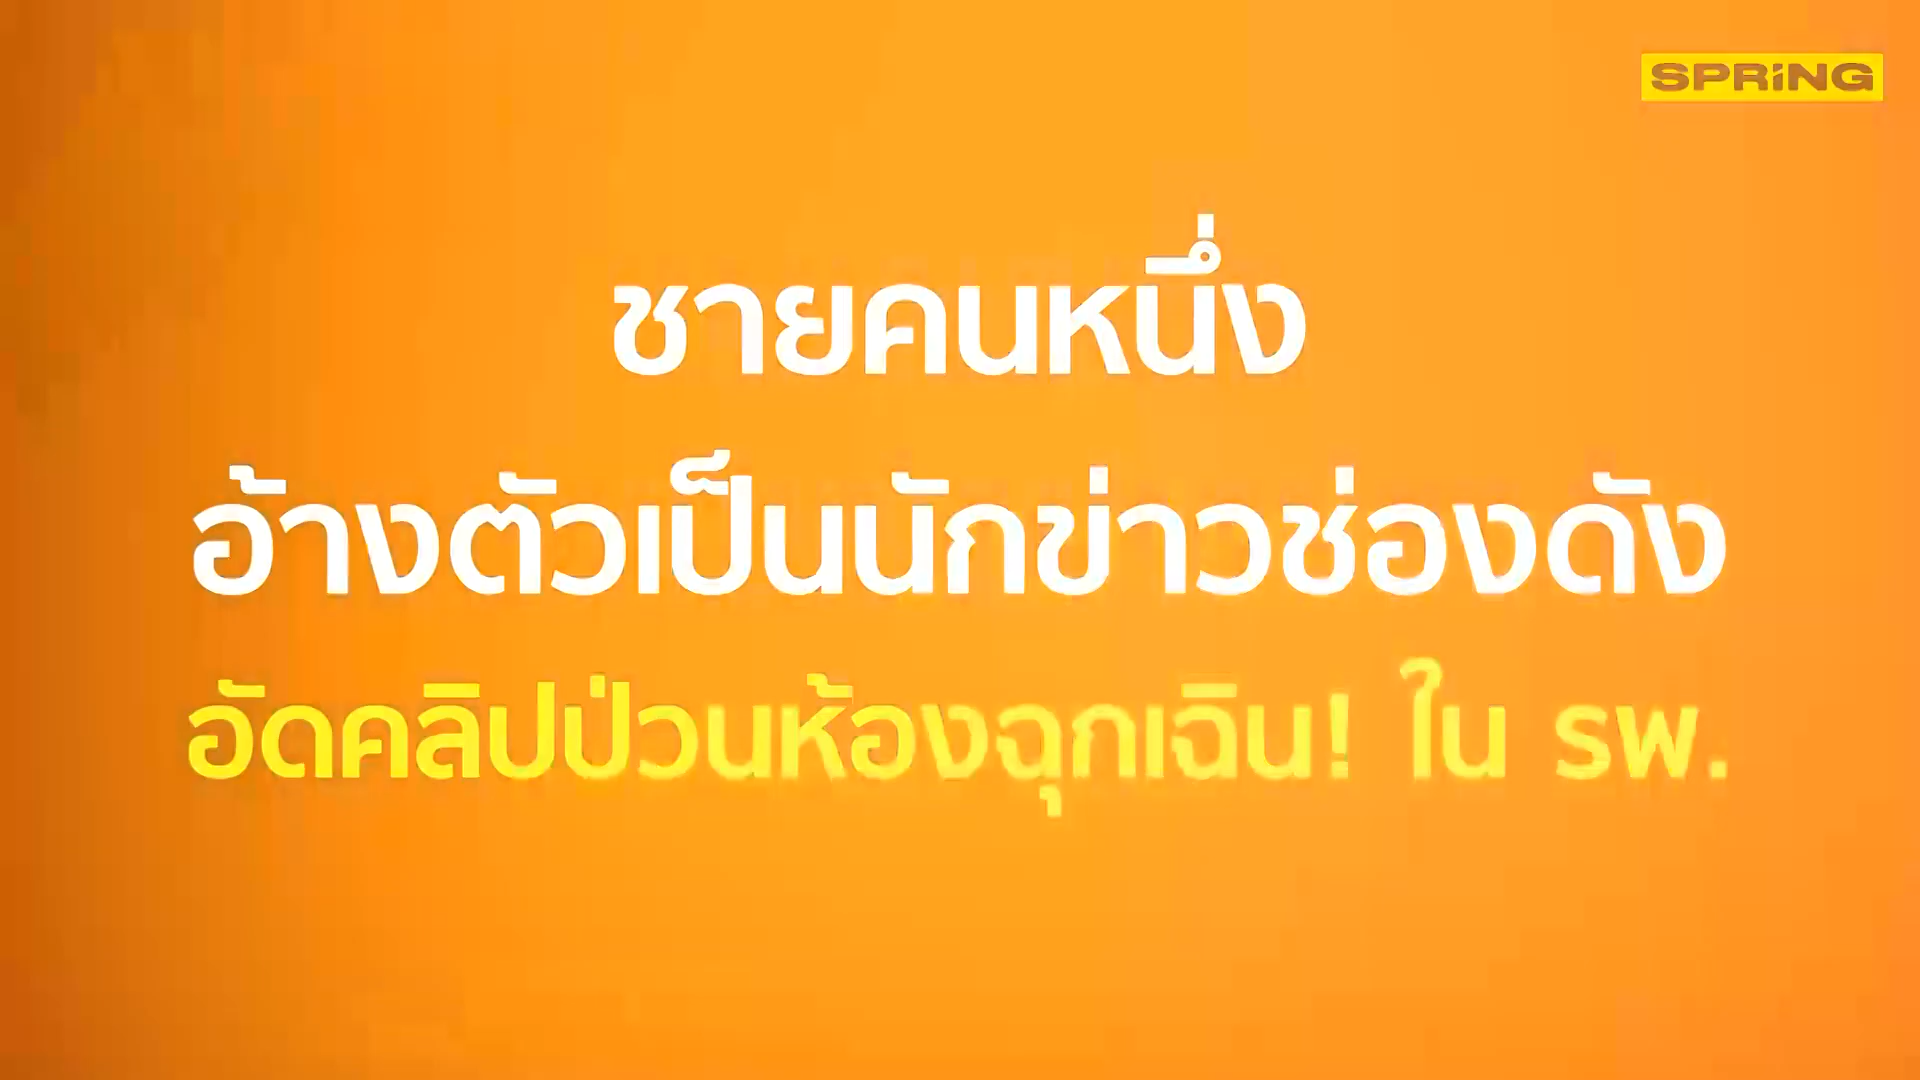 SPRiNG
ชายคนหนึ่ง
อ้างตัวเป็นนักข่าวช่องดัง
อัดคลิปป่วนห้องฉุกเฉิน! ใน รพ.